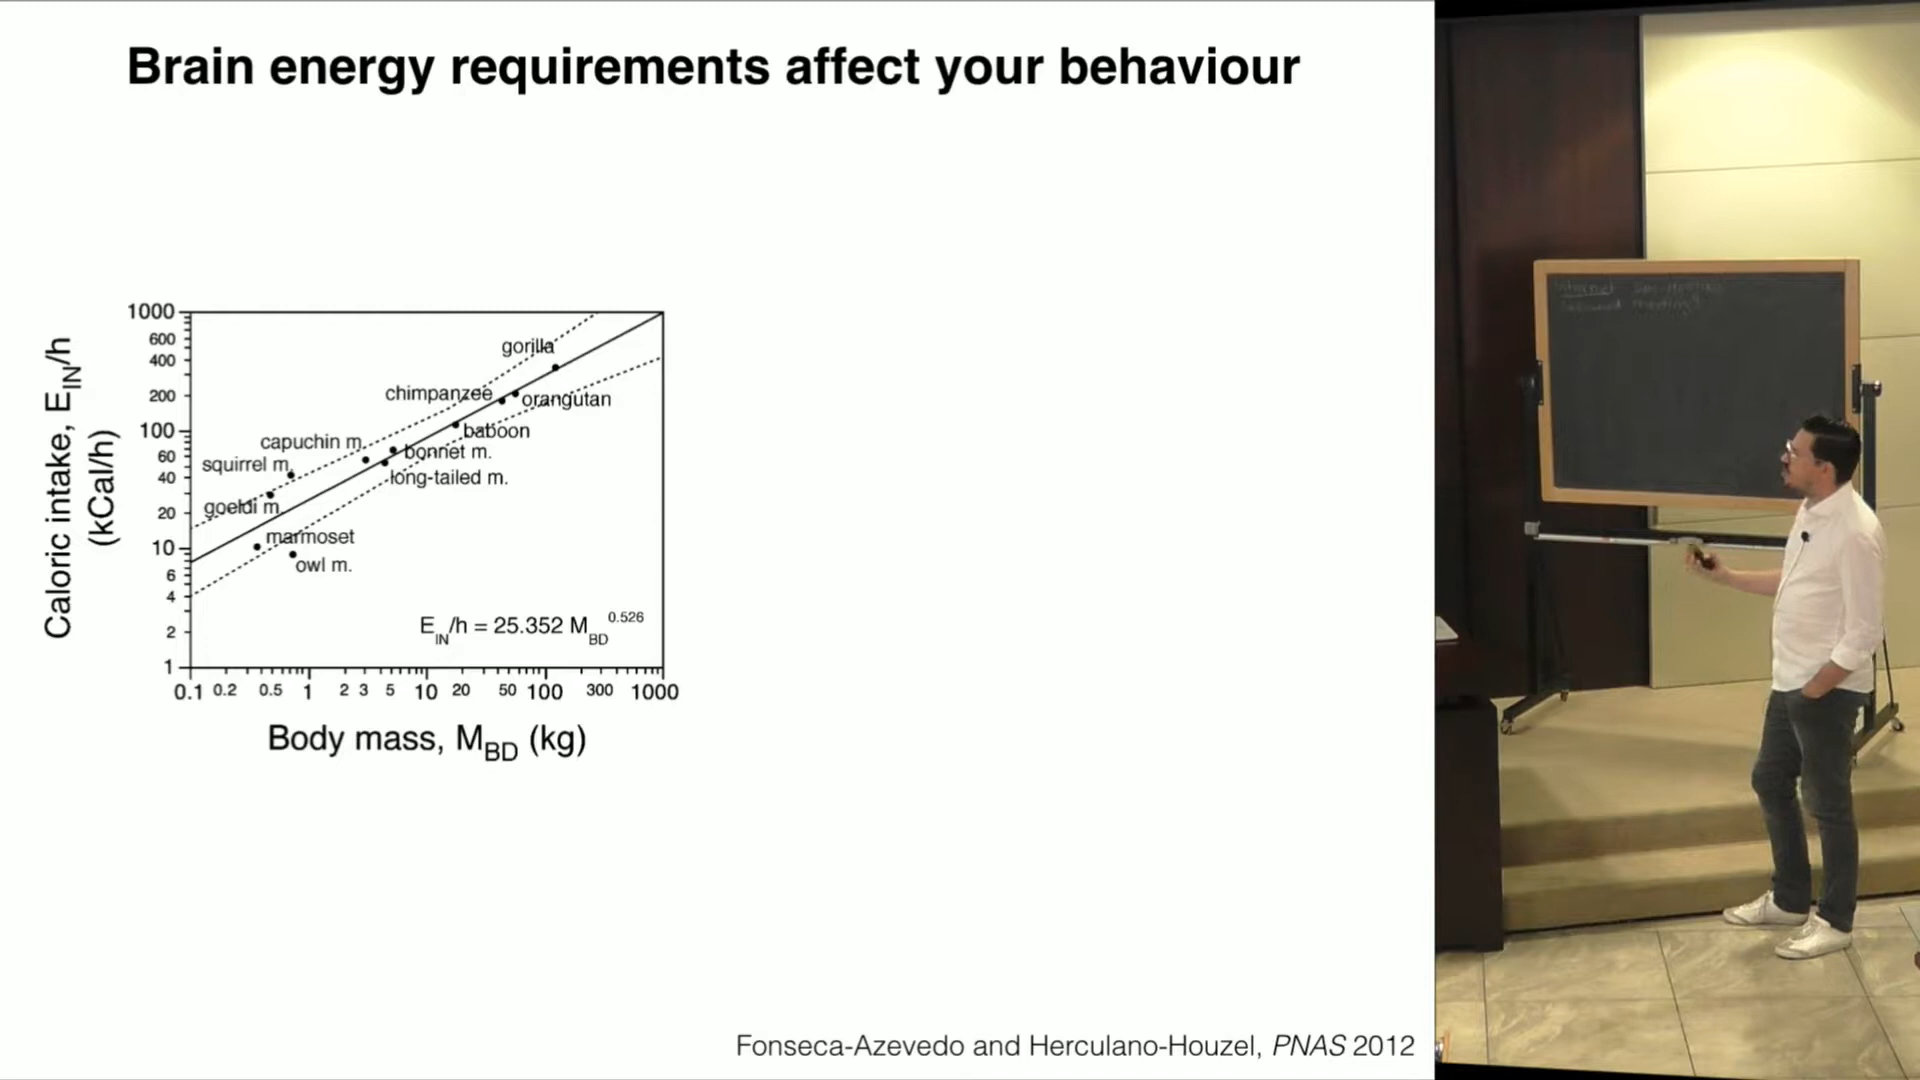 Brain energy requirements affect your behaviour
Caloric intake, E_IN/h
(kCal/h)
1000
600
400
200
100
60
40
20
10
6
4
2
1
gorilla
chimpanzee
orangutan
baboon
capuchin m.
bonnet m.
squirrel m.
long-tailed m.
goeldi m.
marmoset
owl m.
E_IN/h = 25.352 M_BD^0.526
0.1 0.2 0.5 1 2 3 5 10 20 50 100 300 1000
Body mass, M_BD (kg)
Fonseca-Azevedo and Herculano-Houzel, PNAS 2012